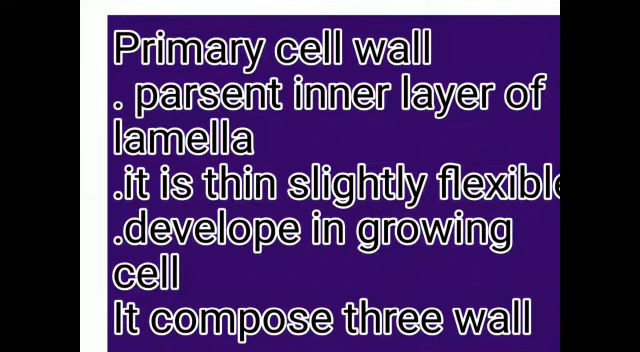 Primary cell wall
. parsent inner layer of
lamella
.it is thin slightly flexible
.develope in growing
cell
It compose three wall